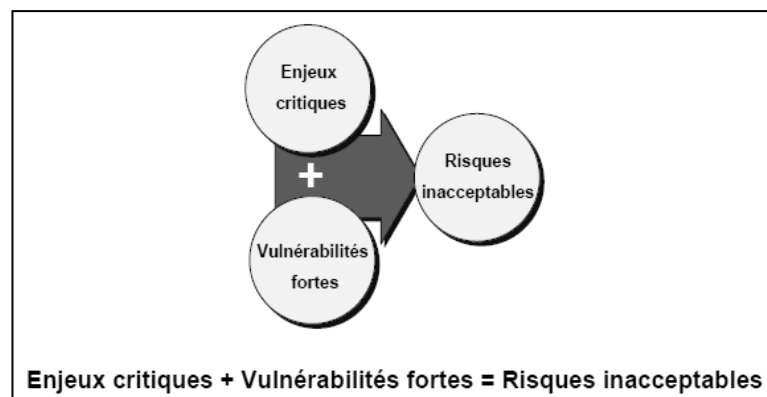 Enjeux
critiques
+
Vulnérabilités
fortes
Risques
inacceptables
Enjeux critiques + Vulnérabilités fortes = Risques inacceptables